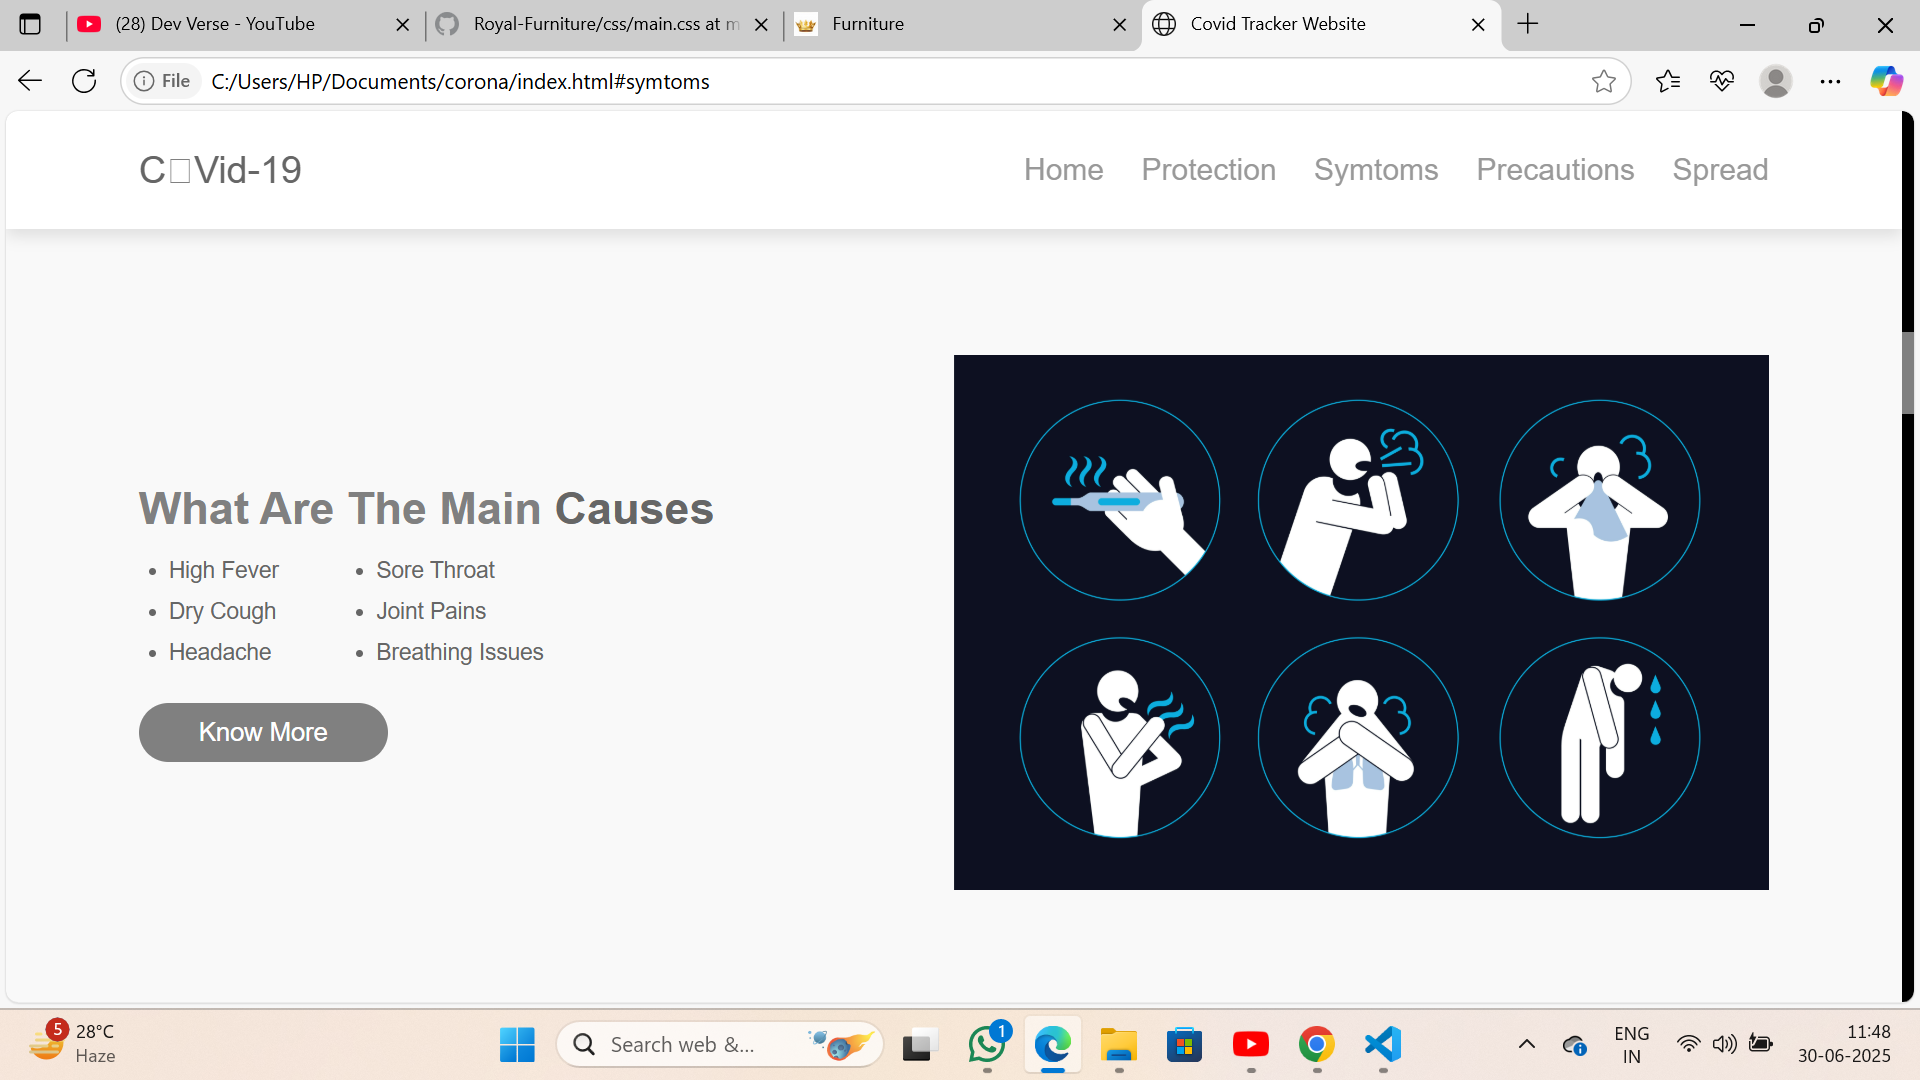 (28) Dev Verse - YouTube
Royal-Furniture/css/main.css at m
Furniture
Covid Tracker Website
File
C:/Users/HP/Documents/corona/index.html#symtoms
C□Vid-19
Home
Protection
Symtoms
Precautions
Spread
What Are The Main Causes
• High Fever
• Dry Cough
• Headache
• Sore Throat
• Joint Pains
• Breathing Issues
Know More
5
28°C
Haze
Search web &...
1
ENG
IN
11:48
30-06-2025